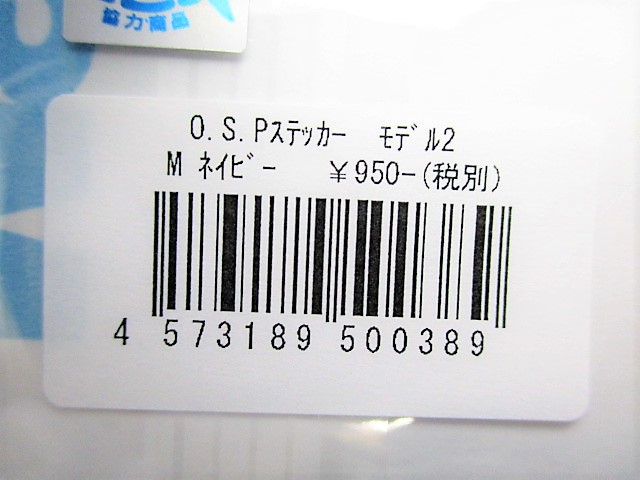 協力商品
O.S.Pｽﾃｯｶｰ ﾓﾃﾞﾙ2
M ﾈｲﾋﾞｰ ￥950-(税別)
4 573189 500389